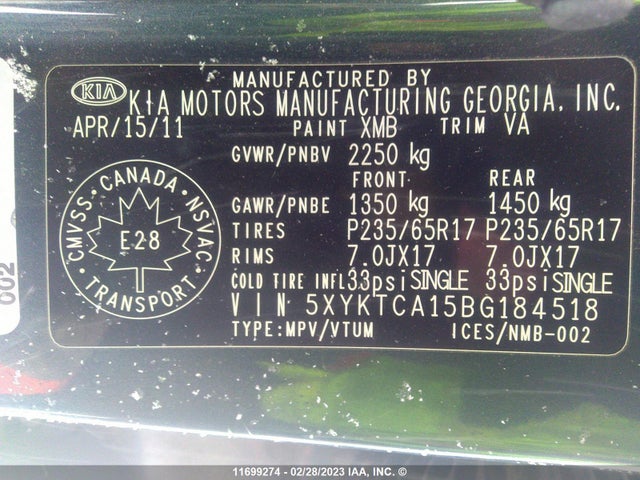 MANUFACTURED BY
KIA KIA MOTORS MANUFACTURING GEORGIA, INC.
APR/15/11 PAINT XMB TRIM VA
GVWR/PNBV 2250 kg
FRONT REAR
GAWR/PNBE 1350 kg 1450 kg
TIRES P235/65R17 P235/65R17
RIMS 7.0JX17 7.0JX17
COLD TIRE INFL 33psi SINGLE 33psi SINGLE
VIN 5XYKTCA15BG184518
TYPE:MPV/VTUM ICES/NMB-002
CMVSS • CANADA • NSVAC • TRANSPORT •
E28
002
11699274 - 02/28/2023 IAA, INC. ©